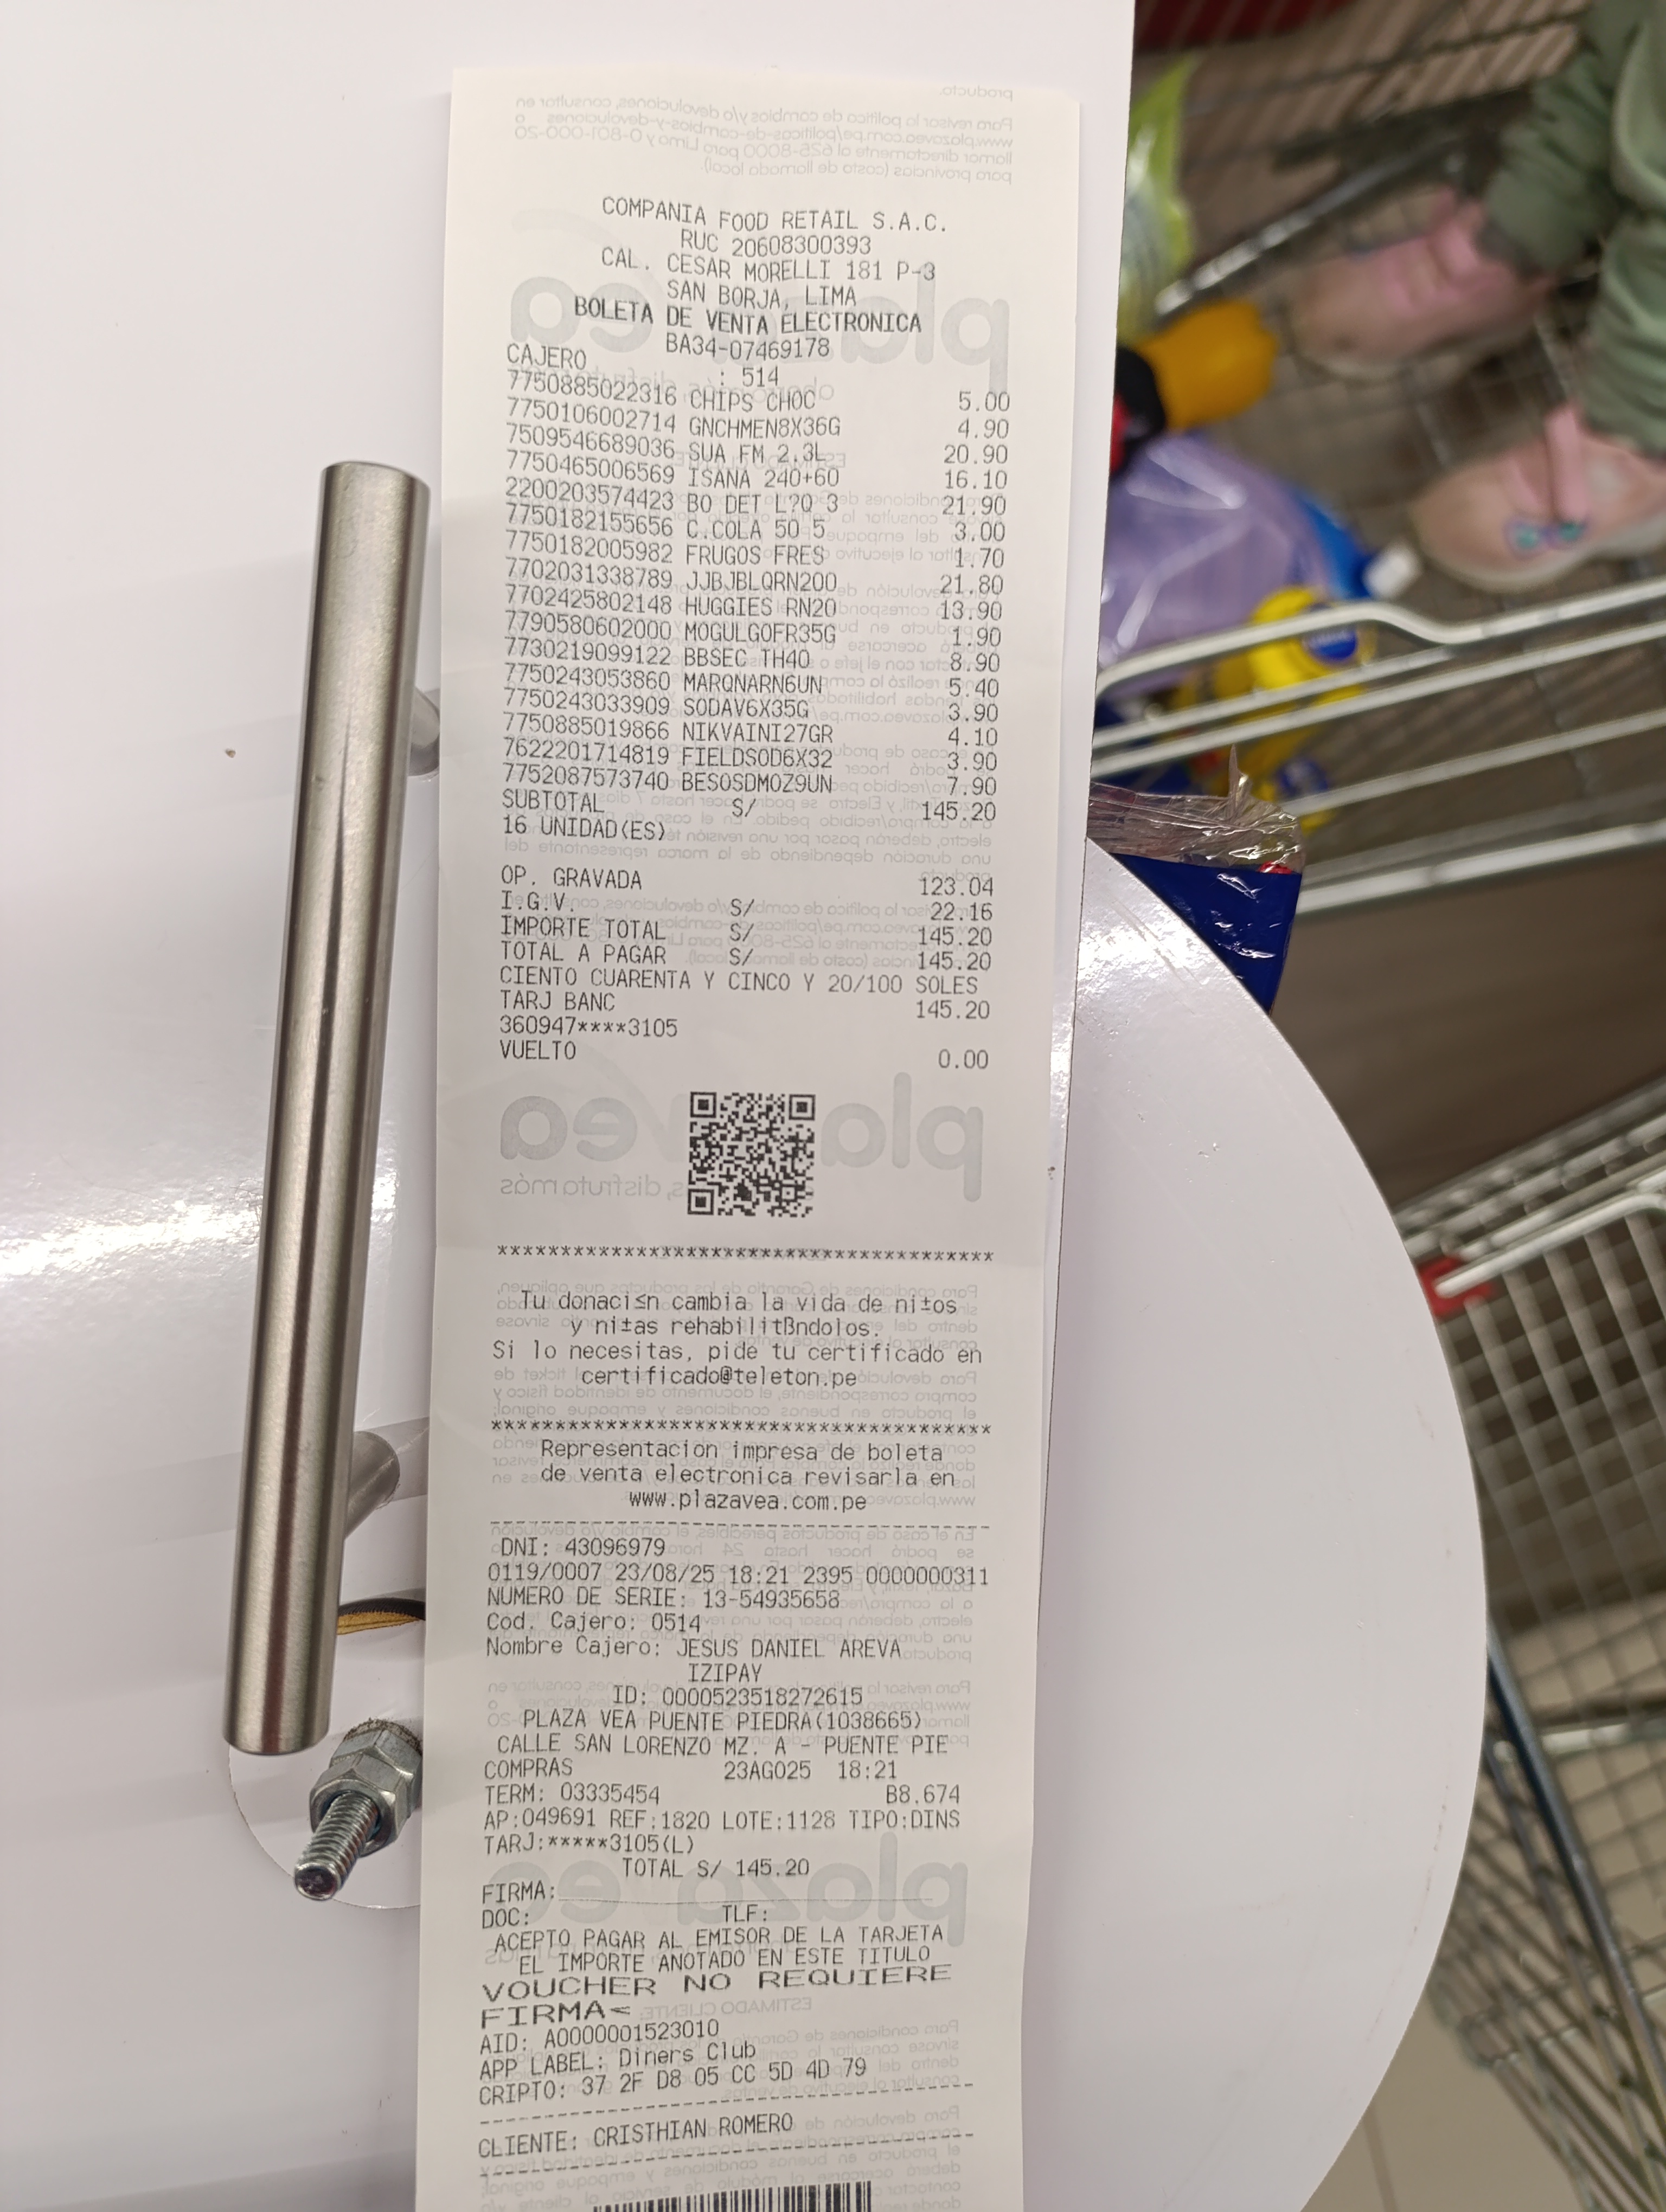 COMPANIA FOOD RETAIL S.A.C.
RUC 20608300393
CAL. CESAR MORELLI 181 P-3
SAN BORJA, LIMA
BOLETA DE VENTA ELECTRONICA
BA34-07469178
CAJERO : 514
7750885022316 CHIPS CHOC 5.00
7750106002714 GNCHMEN8X36G 4.90
7509546689036 SUA FM 2.3L 20.90
7750465006569 ISANA 240+60 16.10
2200203574423 BO DET L?Q 3 21.90
7750182155656 C.COLA 50 5 3.00
7750182005982 FRUGOS FRES 1.70
7702031338789 JJBJBLQRN200 21.80
7702425802148 HUGGIES RN20 13.90
7790580602000 MOGULGOFR35G 1.90
7730219099122 BBSEC TH40 8.90
7750243053860 MARQNARN6UN 5.40
7750243033909 SODAV6X35G 3.90
7750885019866 NIKVAINI27GR 4.10
7622201714819 FIELDSOD6X32 3.90
7752087573740 BESOSDMOZ9UN 7.90
SUBTOTAL S/ 145.20
16 UNIDAD(ES)
OP. GRAVADA 123.04
I.G.V. S/ 22.16
IMPORTE TOTAL S/ 145.20
TOTAL A PAGAR S/ 145.20
CIENTO CUARENTA Y CINCO Y 20/100 SOLES
TARJ BANC 145.20
360947****3105
VUELTO 0.00
***************************************
Tu donaci≤n cambia la vida de ni±os
y ni±as rehabilitßndolos.
Si lo necesitas, pide tu certificado en
certificado@teleton.pe
***************************************
Representacion impresa de boleta
de venta electronica revisarla en
www.plazavea.com.pe
---------------------------------------
DNI: 43096979
0119/0007 23/08/25 18:21 2395 0000000311
NUMERO DE SERIE: 13-54935658
Cod. Cajero: 0514
Nombre Cajero: JESUS DANIEL AREVA
IZIPAY
ID: 0000523518272615
PLAZA VEA PUENTE PIEDRA(1038665)
CALLE SAN LORENZO MZ. A - PUENTE PIE
COMPRAS 23AGO25 18:21
TERM: 03335454 B8.674
AP:049691 REF:1820 LOTE:1128 TIPO:DINS
TARJ:*****3105(L)
TOTAL S/ 145.20
FIRMA:
DOC: TLF:
ACEPTO PAGAR AL EMISOR DE LA TARJETA
EL IMPORTE ANOTADO EN ESTE TITULO
VOUCHER NO REQUIERE
FIRMA<
AID: A0000001523010
APP LABEL: Diners Club
CRIPTO: 37 2F D8 05 CC 5D 4D 79
---------------------------------------
CLIENTE: CRISTHIAN ROMERO
---------------------------------------